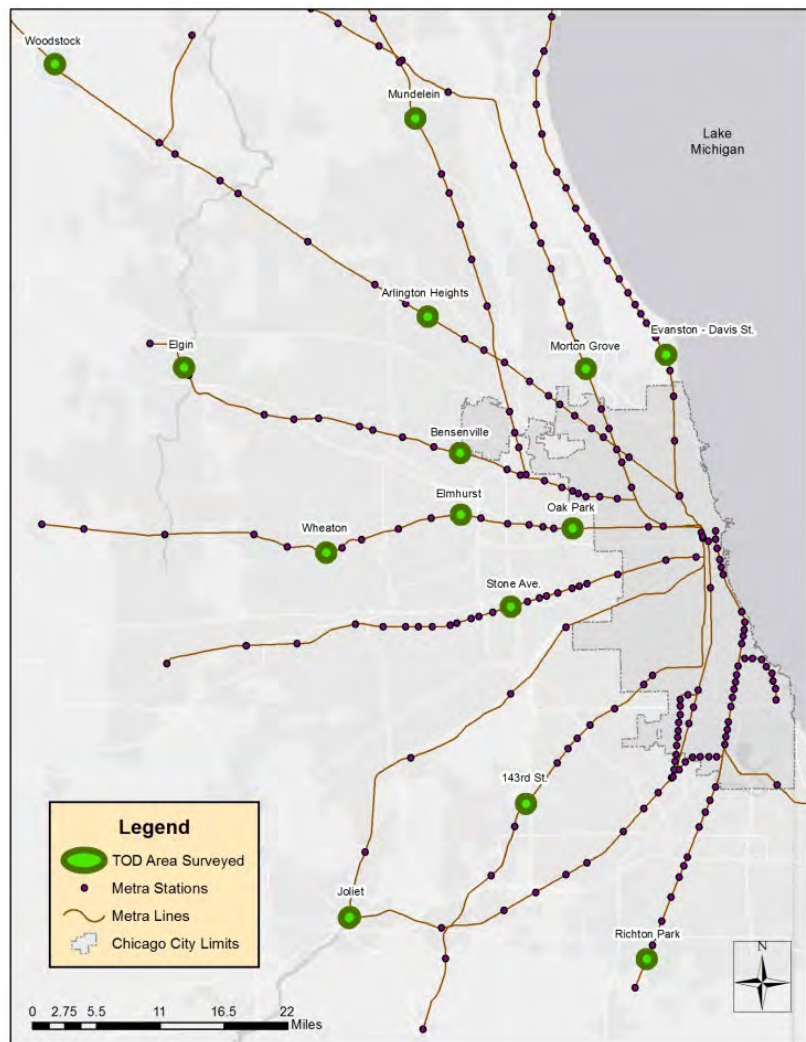 Woodstock
Mundelein
Lake
Michigan
Arlington Heights
Evanston - Davis St.
Morton Grove
Elgin
Bensenville
Elmhurst
Oak Park
Wheaton
Stone Ave.
143rd St.
Joliet
Richton Park
Legend
TOD Area Surveyed
Metra Stations
Metra Lines
Chicago City Limits
N
0 2.75 5.5 11 16.5 22
Miles